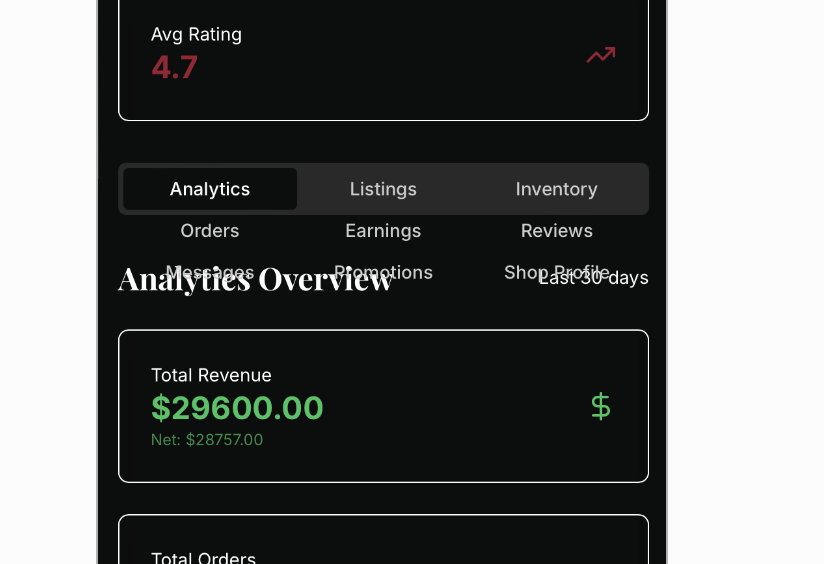 Avg Rating
4.7
Analytics Listings Inventory
Orders Earnings Reviews
Messages Promotions Shop Profile
Analytics Overview Last 30 days
Total Revenue
$29600.00
$
Net: $28757.00
Total Orders